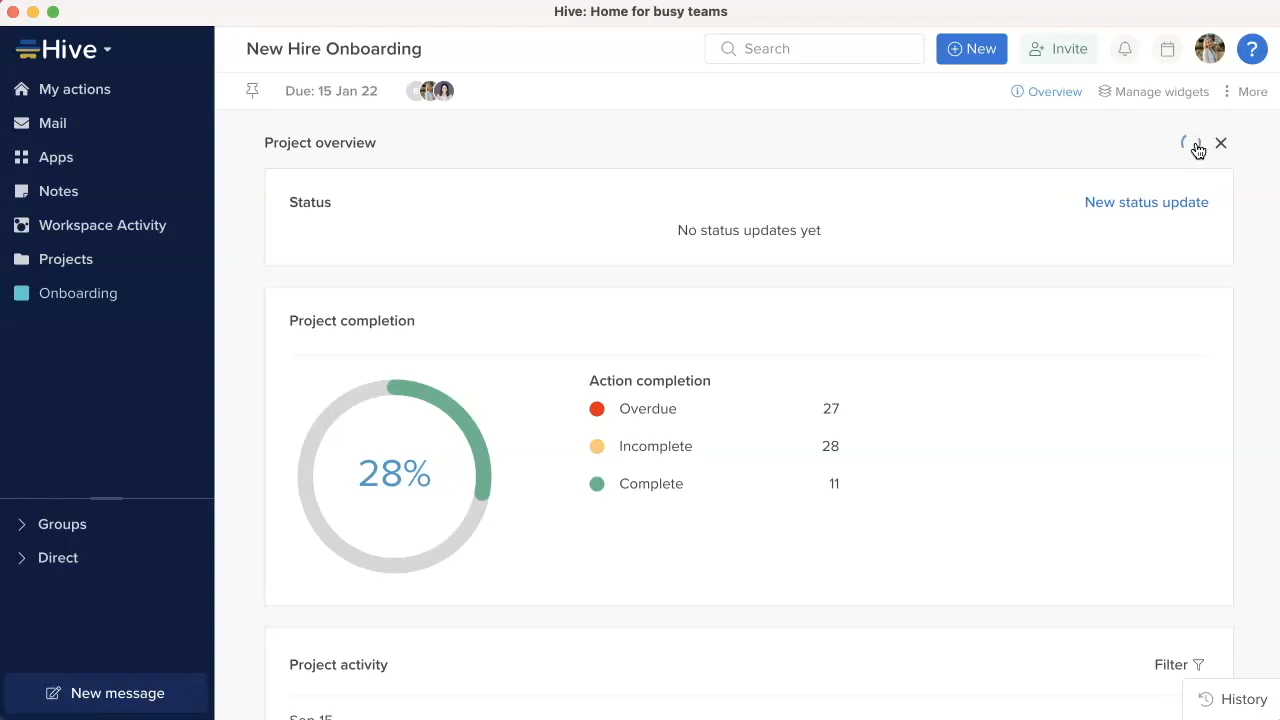 Hive: Home for busy teams
Hive
New Hire Onboarding
Search
New
Invite
?
My actions
Mail
Apps
Notes
Workspace Activity
Projects
Onboarding
Groups
Direct
New message
Due: 15 Jan 22
Overview
Manage widgets
More
Project overview
Status
New status update
No status updates yet
Project completion
28%
Action completion
Overdue 27
Incomplete 28
Complete 11
Project activity
Filter
Sep 15
History